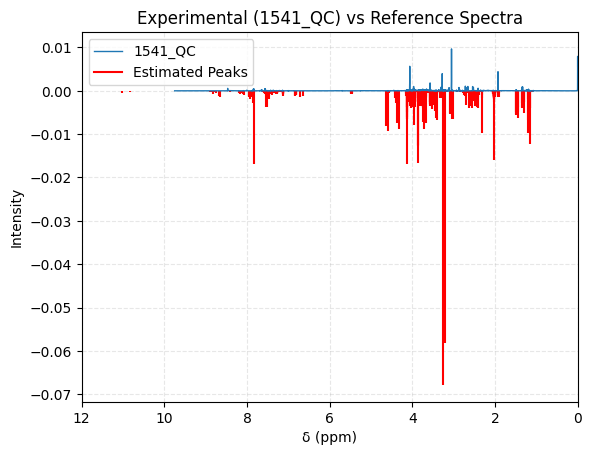 Experimental (1541_QC) vs Reference Spectra
1541_QC
Estimated Peaks
Intensity
0.01
0.00
−0.01
−0.02
−0.03
−0.04
−0.05
−0.06
−0.07
12 10 8 6 4 2 0
δ (ppm)